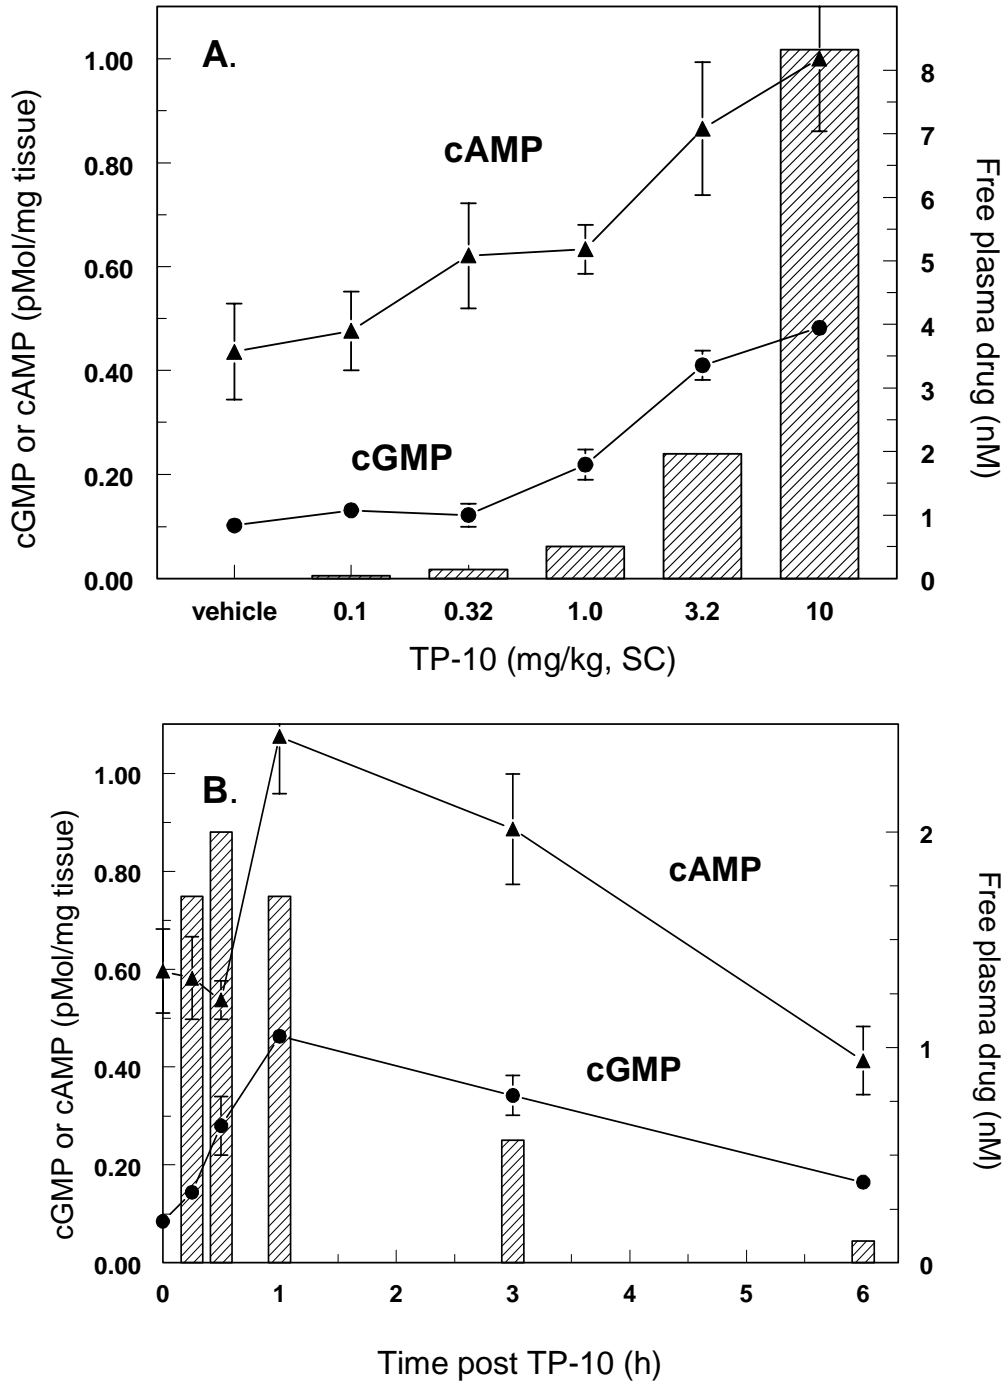 A.
cAMP
cGMP
cGMP or cAMP (pMol/mg tissue)
1.00
0.80
0.60
0.40
0.20
0.00
Free plasma drug (nM)
8
7
6
5
4
3
2
1
0
vehicle 0.1 0.32 1.0 3.2 10
TP-10 (mg/kg, SC)
B.
cAMP
cGMP
cGMP or cAMP (pMol/mg tissue)
1.00
0.80
0.60
0.40
0.20
0.00
Free plasma drug (nM)
2
1
0
0 1 2 3 4 5 6
Time post TP-10 (h)